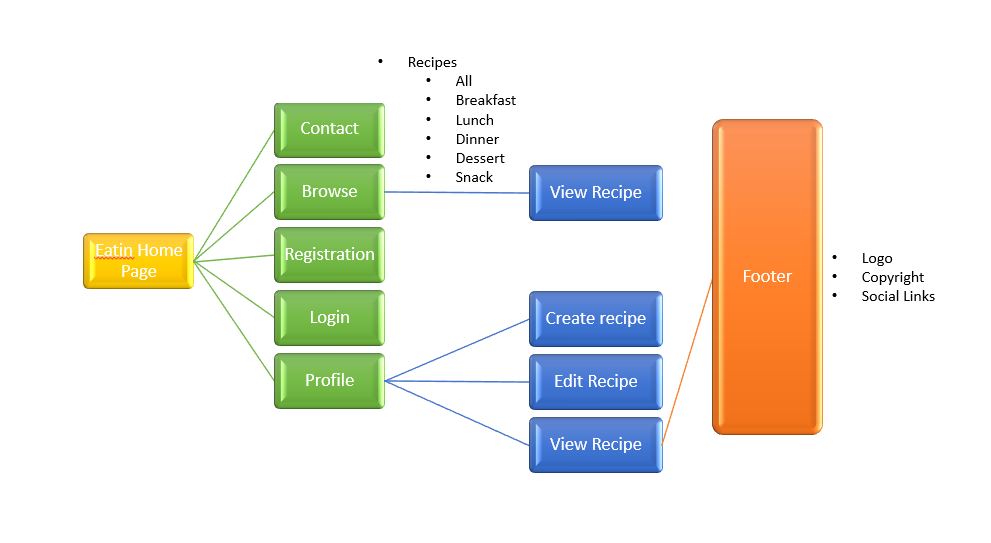 • Recipes
• All
• Breakfast
• Lunch
• Dinner
• Dessert
• Snack
Contact
Browse
Registration
Login
Profile
Eatin Home
Page
View Recipe
Create recipe
Edit Recipe
View Recipe
Footer
• Logo
• Copyright
• Social Links